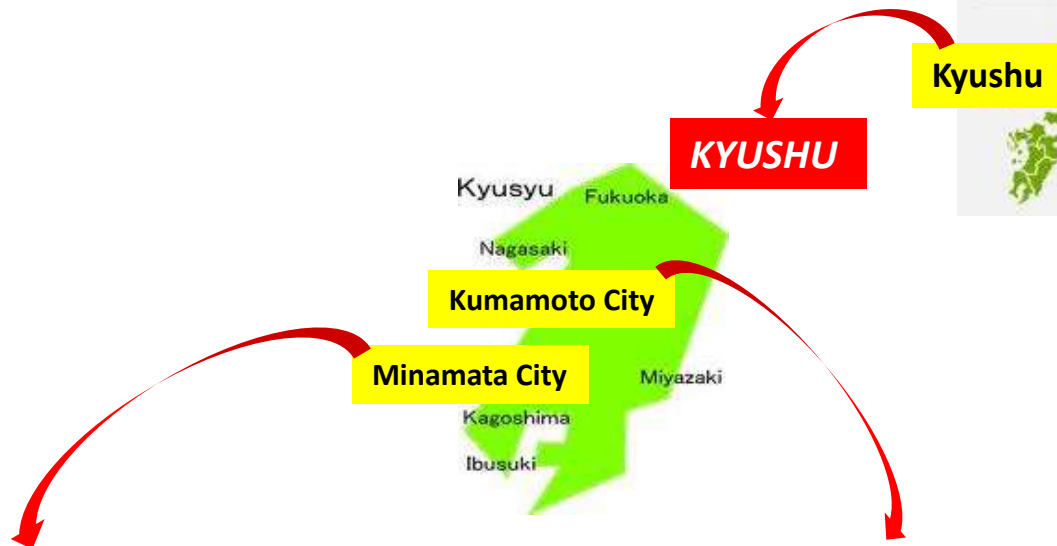 Kyushu
KYUSHU
Kyusyu
Fukuoka
Nagasaki
Kumamoto City
Minamata City
Miyazaki
Kagoshima
Ibusuki